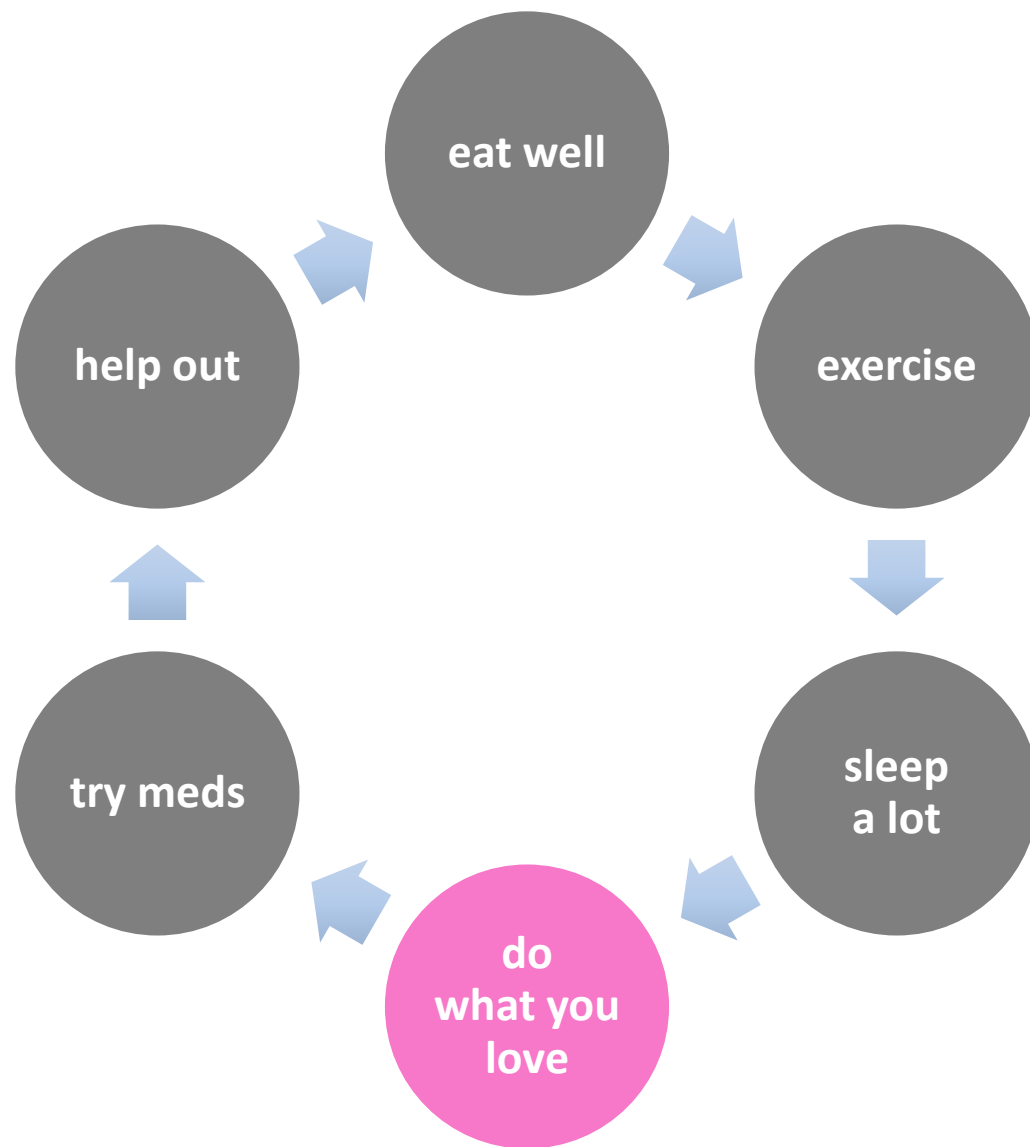 eat well
exercise
sleep
a lot
do
what you
love
try meds
help out